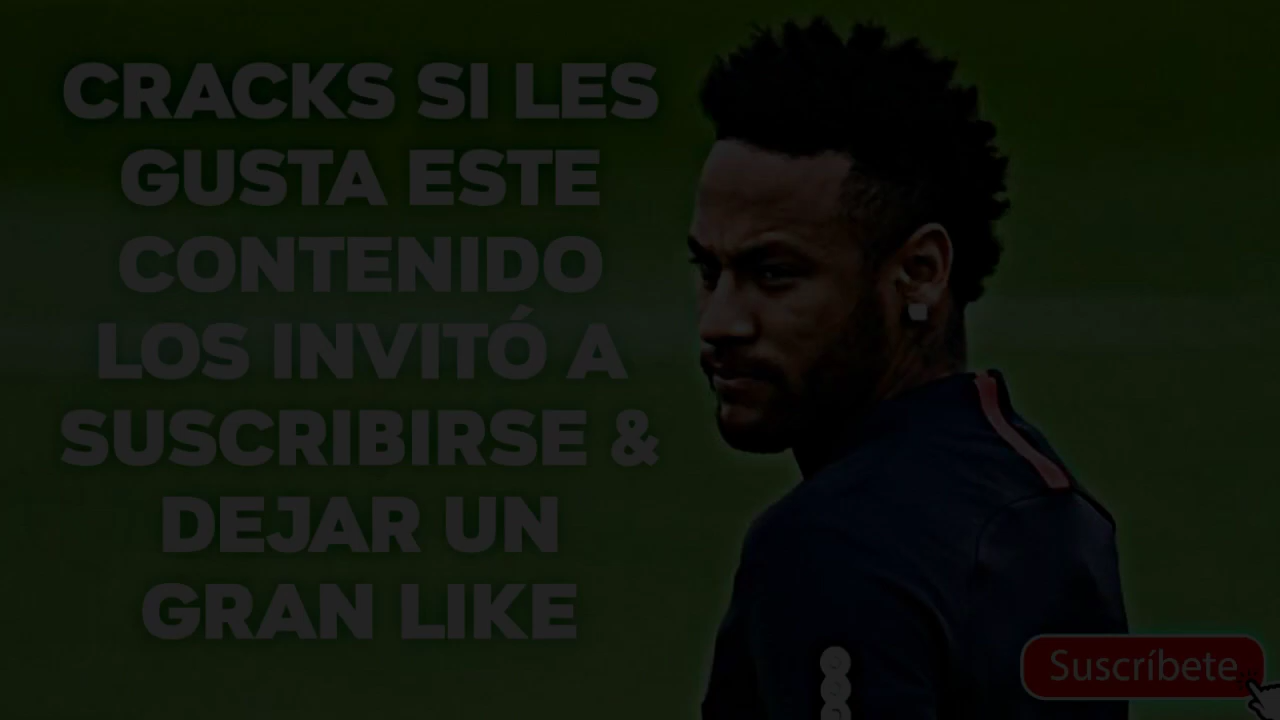 CRACKS SI LES
GUSTA ESTE
CONTENIDO
LOS INVITÓ A
SUSCRIBIRSE &
DEJAR UN
GRAN LIKE
Suscríbete